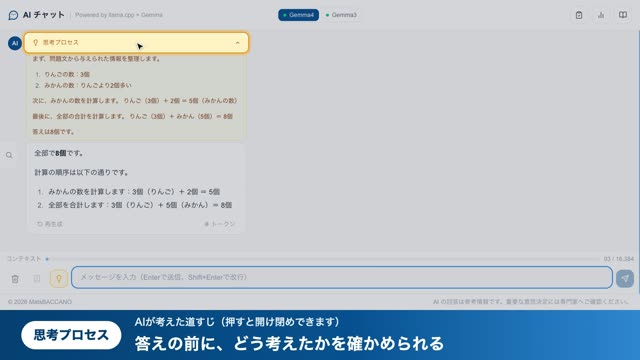 AI チャット Powered by llama.cpp × Gemma
Gemma4 Gemma3
AI 思考プロセス
まず、問題文から与えられた情報を整理します。
1. りんごの数：3個
2. みかんの数：りんごより2個多い
次に、みかんの数を計算します。 りんご（3個）＋ 2個 ＝ 5個（みかんの数）
最後に、全部の合計を計算します。 りんご（3個）＋ みかん（5個）＝ 8個
答えは8個です。
全部で8個です。
計算の順序は以下の通りです。
1. みかんの数を計算します：3個（りんご）＋ 2個 ＝ 5個
2. 全部を合計します：3個（りんご）＋ 5個（みかん）＝ 8個
再生成 # トークン
コンテキスト 93 / 16,384
メッセージを入力（Enterで送信、Shift+Enterで改行）
AI の回答は参考情報です。重要な意思決定には専門家へご確認ください。
思考プロセス
AIが考えた道すじ（押すと開け閉めできます）
答えの前に、どう考えたかを確かめられる